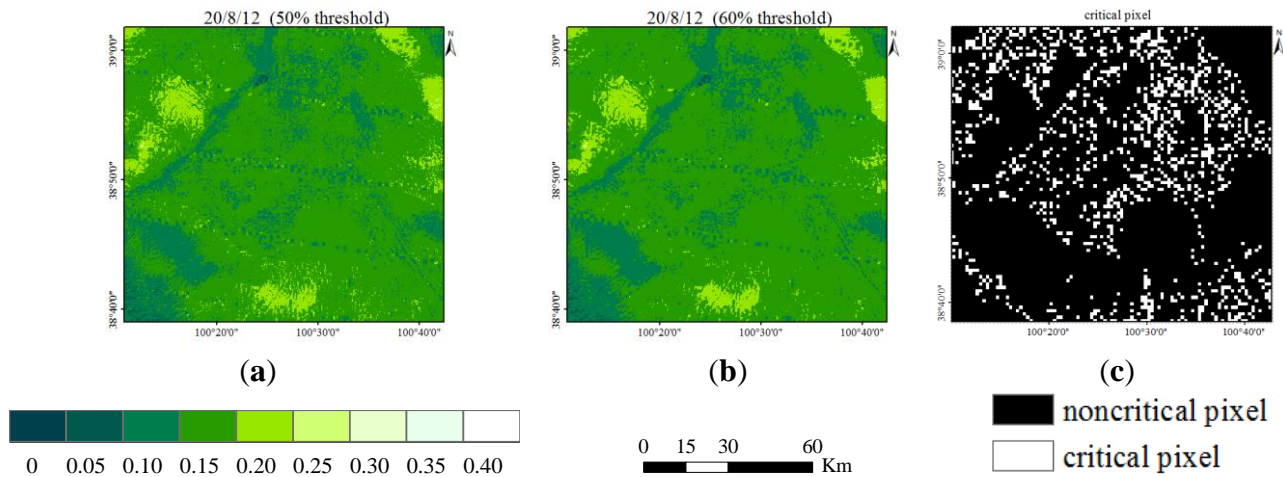 20/8/12 (50% threshold)
20/8/12 (60% threshold)
critical pixel
N
N
N
39°0'0"
38°50'0"
38°40'0"
39°0'0"
38°50'0"
38°40'0"
39°0'0"
38°50'0"
38°40'0"
100°20'0" 100°30'0" 100°40'0"
100°20'0" 100°30'0" 100°40'0"
100°20'0" 100°30'0" 100°40'0"
(a)
(b)
(c)
0 0.05 0.10 0.15 0.20 0.25 0.30 0.35 0.40
0 15 30 60
Km
noncritical pixel
critical pixel